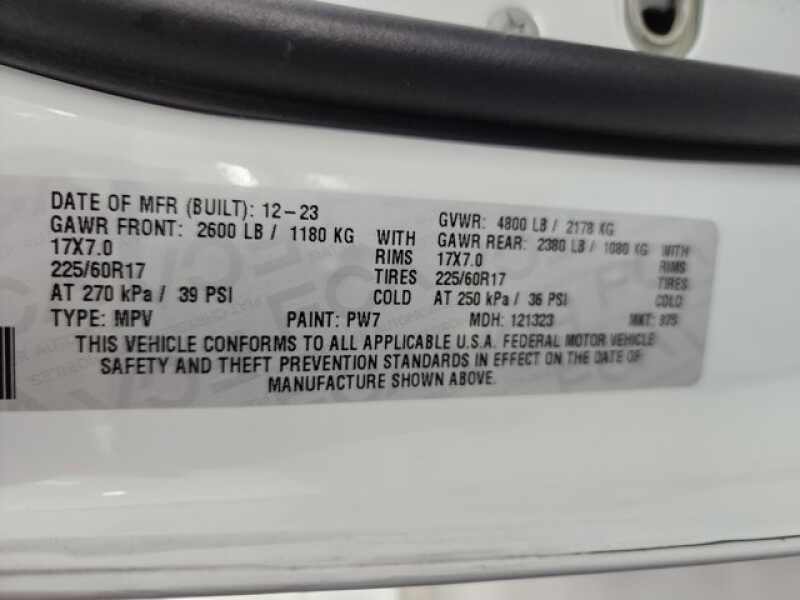 DATE OF MFR (BUILT): 12-23 GVWR: 4800 LB / 2178 KG
GAWR FRONT: 2600 LB / 1180 KG WITH GAWR REAR: 2380 LB / 1080 KG WITH
17X7.0 RIMS 17X7.0 RIMS
225/60R17 TIRES 225/60R17 TIRES
AT 270 kPa / 39 PSI COLD AT 250 kPa / 36 PSI COLD
TYPE: MPV PAINT: PW7 MDH: 121323 MKT: 975
THIS VEHICLE CONFORMS TO ALL APPLICABLE U.S.A. FEDERAL MOTOR VEHICLE
SAFETY AND THEFT PREVENTION STANDARDS IN EFFECT ON THE DATE OF
MANUFACTURE SHOWN ABOVE.